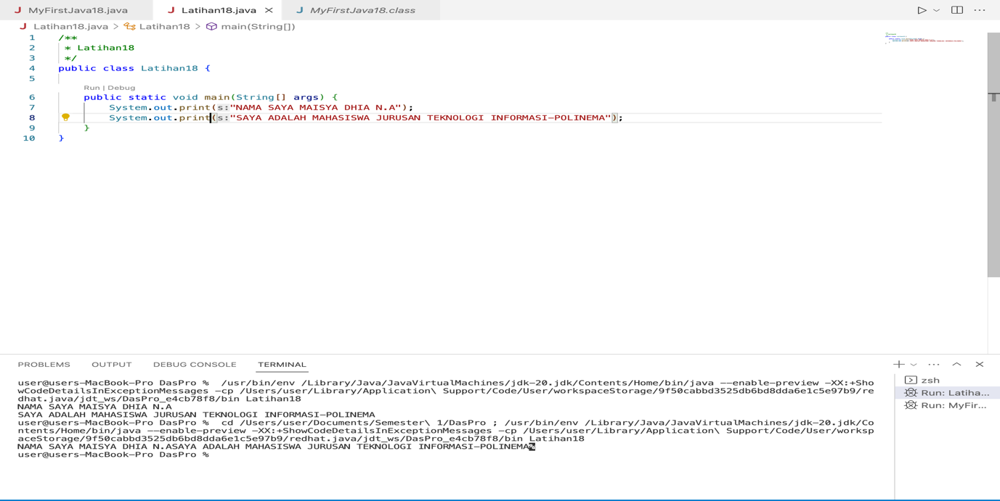 MyFirstJava18.java Latihan18.java MyFirstJava18.class
Latihan18.java > Latihan18 > main(String[])
1 /**
2 * Latihan18
3 */
4 public class Latihan18 {
5
Run | Debug
6 public static void main(String[] args) {
7 System.out.print(s:"NAMA SAYA MAISYA DHIA N.A");
8 System.out.print(s:"SAYA ADALAH MAHASISWA JURUSAN TEKNOLOGI INFORMASI-POLINEMA");
9 }
10 }
PROBLEMS OUTPUT DEBUG CONSOLE TERMINAL
user@users-MacBook-Pro DasPro % /usr/bin/env /Library/Java/JavaVirtualMachines/jdk-20.jdk/Contents/Home/bin/java --enable-preview -XX:+Sho
wCodeDetailsInExceptionMessages -cp /Users/user/Library/Application\ Support/Code/User/workspaceStorage/9f50cabbd3525db6bd8dda6e1c5e97b9/re
dhat.java/jdt_ws/DasPro_e4cb78f8/bin Latihan18
NAMA SAYA MAISYA DHIA N.A
SAYA ADALAH MAHASISWA JURUSAN TEKNOLOGI INFORMASI-POLINEMA
user@users-MacBook-Pro DasPro % cd /Users/user/Documents/Semester\ 1/DasPro ; /usr/bin/env /Library/Java/JavaVirtualMachines/jdk-20.jdk/Co
ntents/Home/bin/java --enable-preview -XX:+ShowCodeDetailsInExceptionMessages -cp /Users/user/Library/Application\ Support/Code/User/worksp
aceStorage/9f50cabbd3525db6bd8dda6e1c5e97b9/redhat.java/jdt_ws/DasPro_e4cb78f8/bin Latihan18
NAMA SAYA MAISYA DHIA N.ASAYA ADALAH MAHASISWA JURUSAN TEKNOLOGI INFORMASI-POLINEMA%
user@users-MacBook-Pro DasPro %
zsh
Run: Latiha...
Run: MyFir...